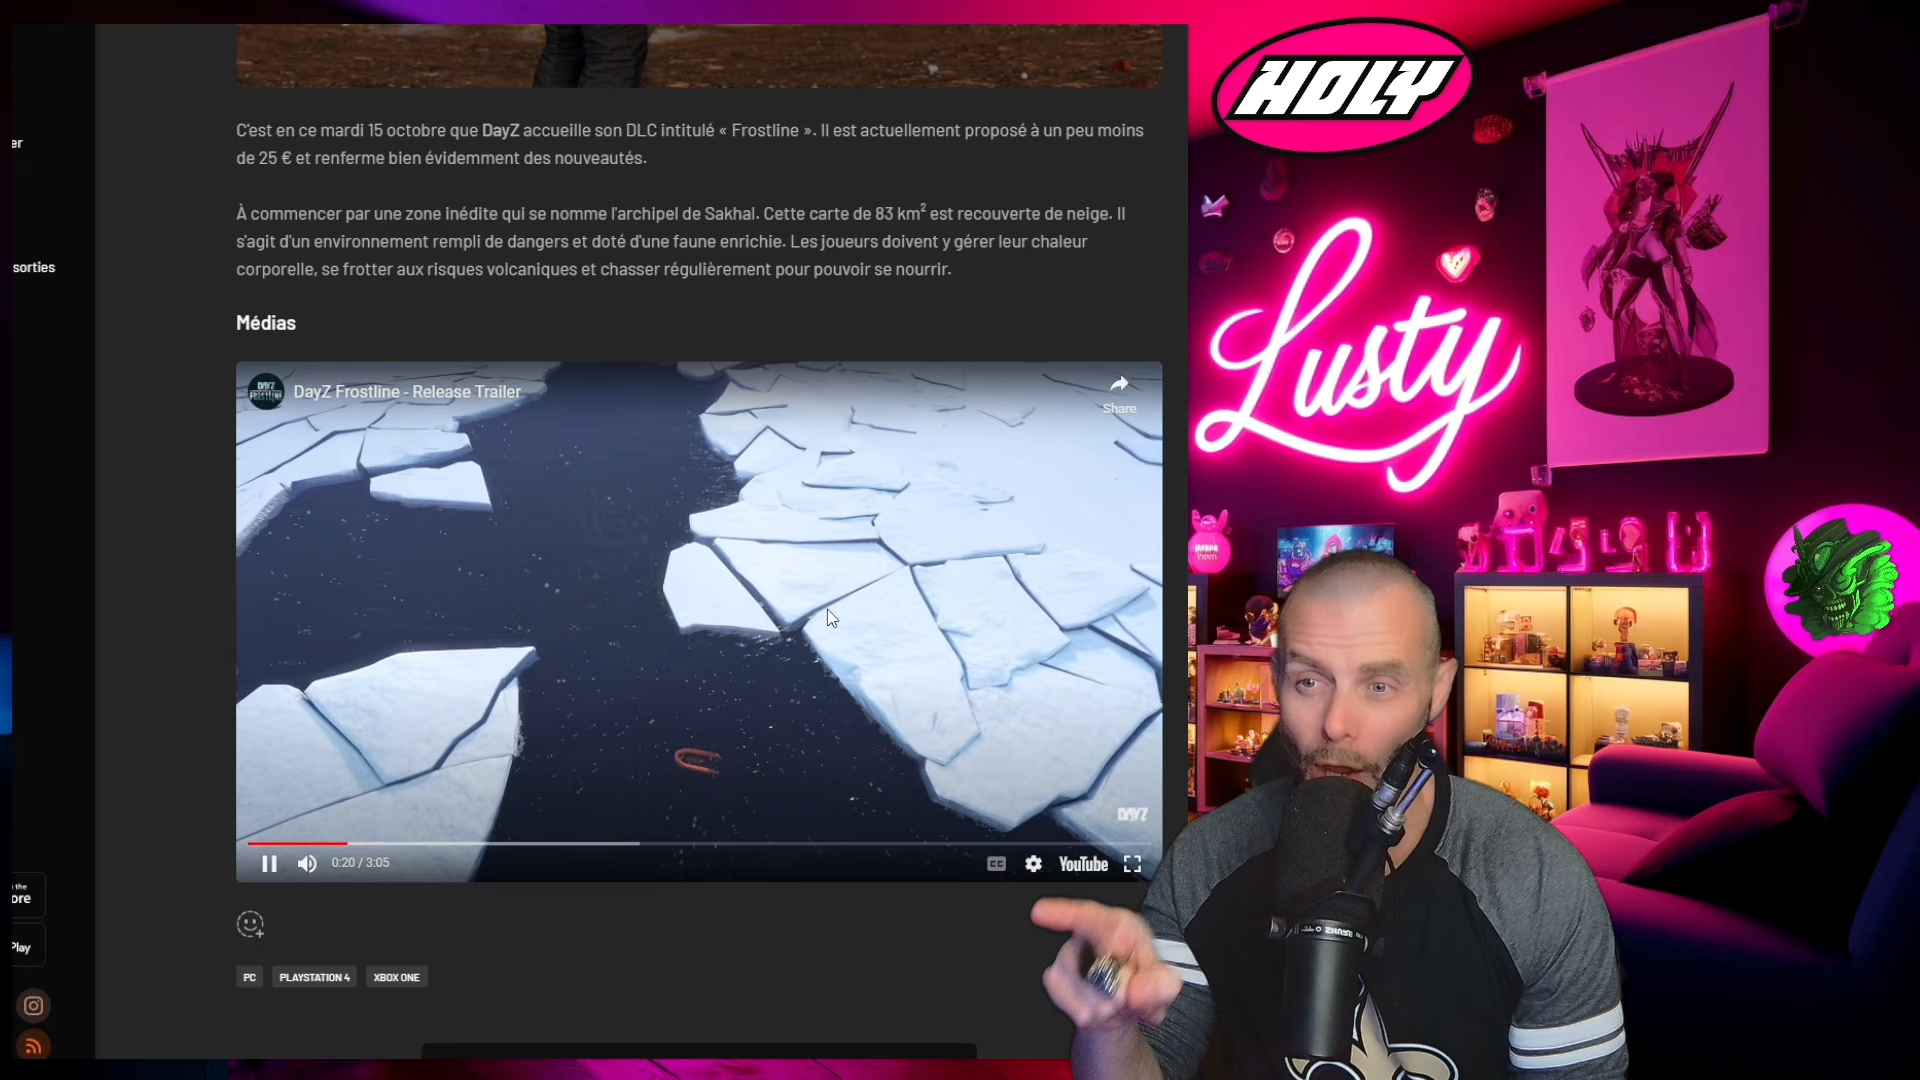 HOLY
er
sorties
C'est en ce mardi 15 octobre que DayZ accueille son DLC intitulé « Frostline ». Il est actuellement proposé à un peu moins
de 25 € et renferme bien évidemment des nouveautés.
À commencer par une zone inédite qui se nomme l'archipel de Sakhal. Cette carte de 83 km² est recouverte de neige. Il
s'agit d'un environnement rempli de dangers et doté d'une faune enrichie. Les joueurs doivent y gérer leur chaleur
corporelle, se frotter aux risques volcaniques et chasser régulièrement pour pouvoir se nourrir.
Médias
DAYZ
FROSTLINE
DayZ Frostline - Release Trailer
Share
Lusty
DAYZ
0:20 / 3:05
CC
YouTube
n the
ore
Play
PC
PLAYSTATION 4
XBOX ONE
SHURE